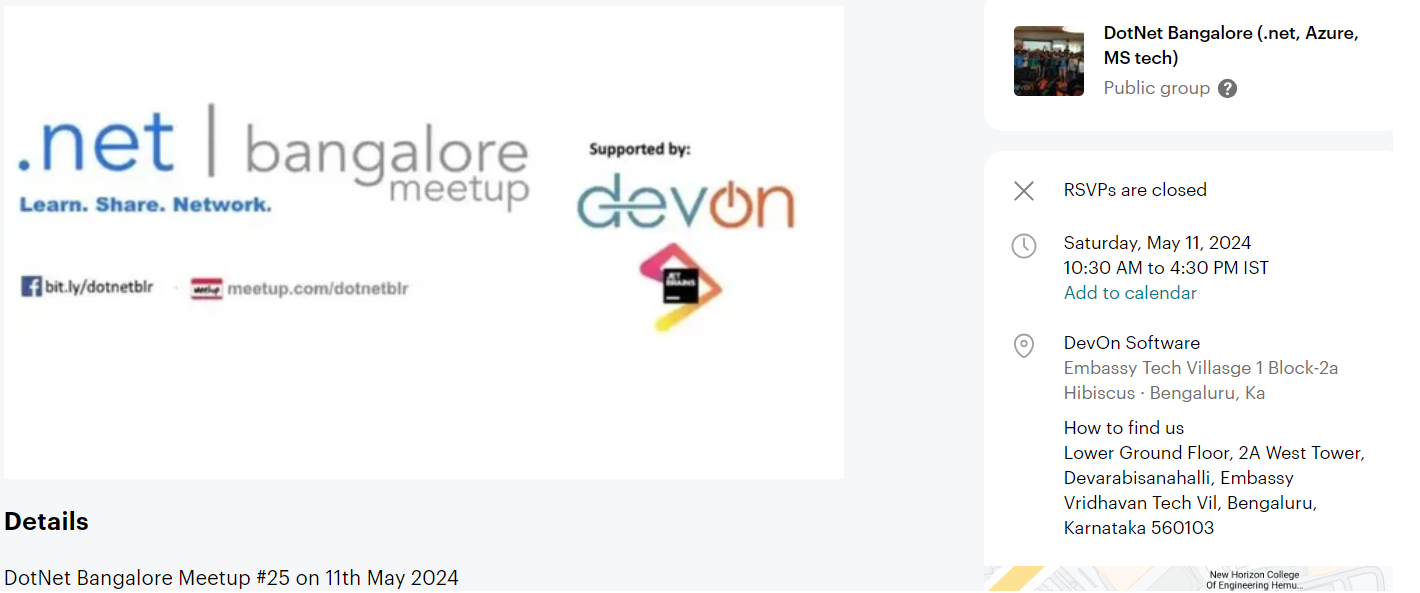 .net | bangalore
meetup
Learn. Share. Network.
Supported by:
devon
JET
BRAINS
bit.ly/dotnetblr
meetup
meetup.com/dotnetblr
Details
DotNet Bangalore Meetup #25 on 11th May 2024
DotNet Bangalore (.net, Azure,
MS tech)
Public group ?
RSVPs are closed
Saturday, May 11, 2024
10:30 AM to 4:30 PM IST
Add to calendar
DevOn Software
Embassy Tech Villasge 1 Block-2a
Hibiscus · Bengaluru, Ka
How to find us
Lower Ground Floor, 2A West Tower,
Devarabisanahalli, Embassy
Vridhavan Tech Vil, Bengaluru,
Karnataka 560103
New Horizon College
Of Engineering Hemu...